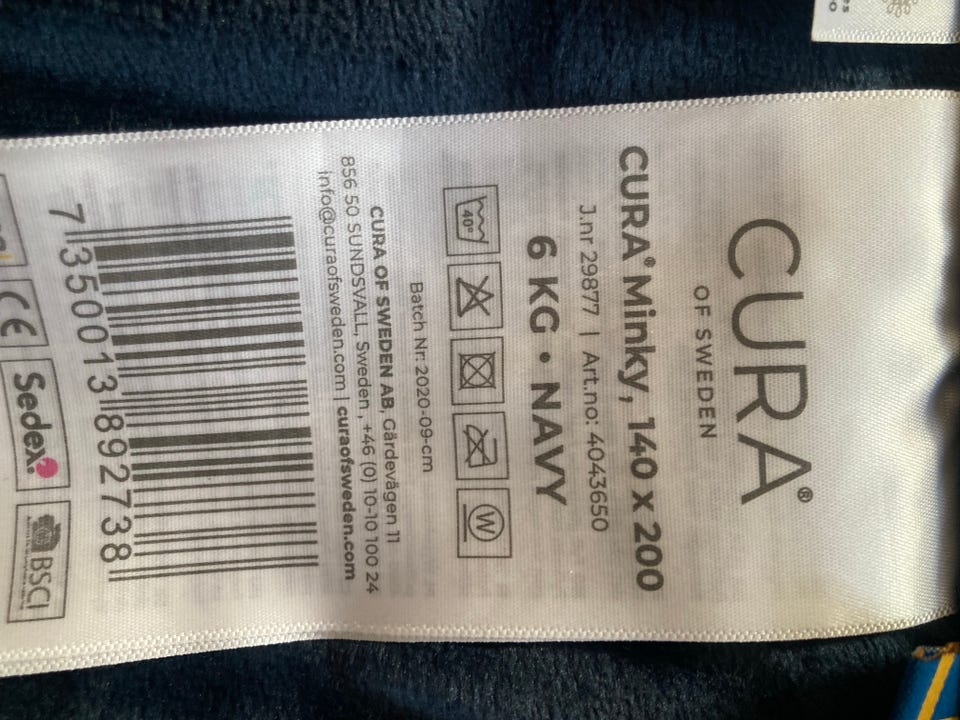 CURA®
OF SWEDEN
CURA® Minky, 140 x 200
J.nr 29877 | Art.no: 4043650
6 KG • NAVY
40°
W
Batch Nr: 2020-09-cm
CURA OF SWEDEN AB, Gärdevägen 11
856 50 SUNDSVALL, Sweden, +46 (0) 10-10 100 24
info@curaofsweden.com | curaofsweden.com
7 350013 892738
CE
Sedex
BSCI